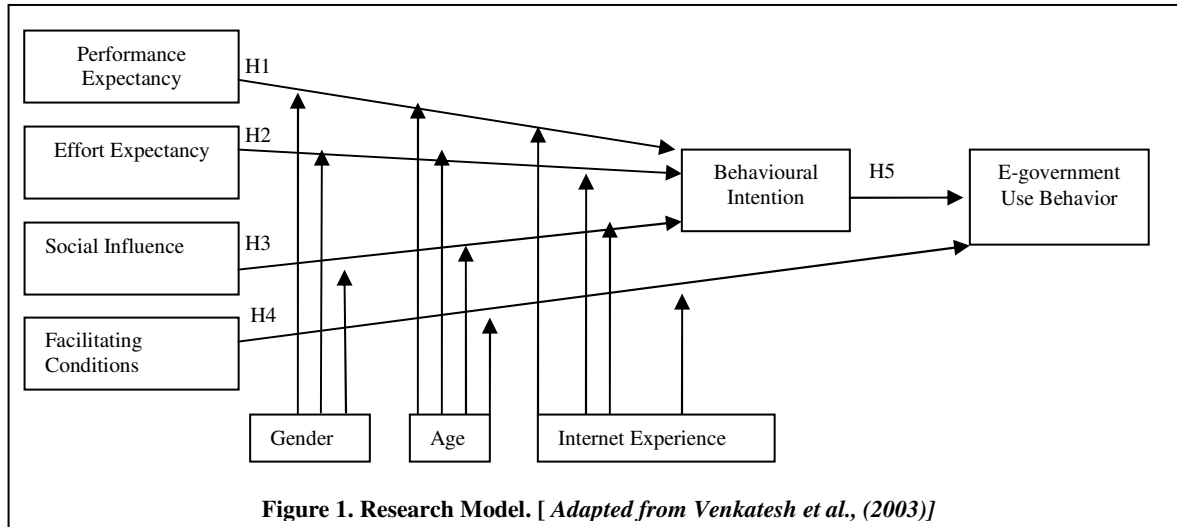 Performance
Expectancy
H1
Effort Expectancy
H2
Social Influence
H3
Facilitating
Conditions
H4
Behavioural
Intention
H5
E-government
Use Behavior
Gender
Age
Internet Experience
Figure 1. Research Model. [ Adapted from Venkatesh et al., (2003)]